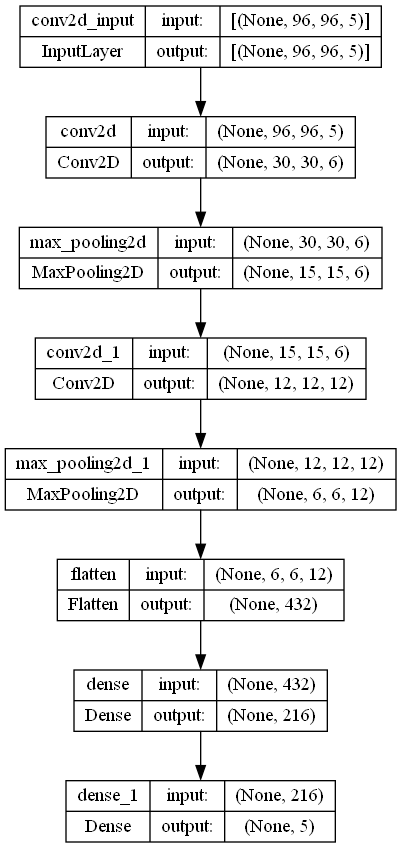 conv2d_input input: [(None, 96, 96, 5)]
InputLayer output: [(None, 96, 96, 5)]
conv2d input: (None, 96, 96, 5)
Conv2D output: (None, 30, 30, 6)
max_pooling2d input: (None, 30, 30, 6)
MaxPooling2D output: (None, 15, 15, 6)
conv2d_1 input: (None, 15, 15, 6)
Conv2D output: (None, 12, 12, 12)
max_pooling2d_1 input: (None, 12, 12, 12)
MaxPooling2D output: (None, 6, 6, 12)
flatten input: (None, 6, 6, 12)
Flatten output: (None, 432)
dense input: (None, 432)
Dense output: (None, 216)
dense_1 input: (None, 216)
Dense output: (None, 5)